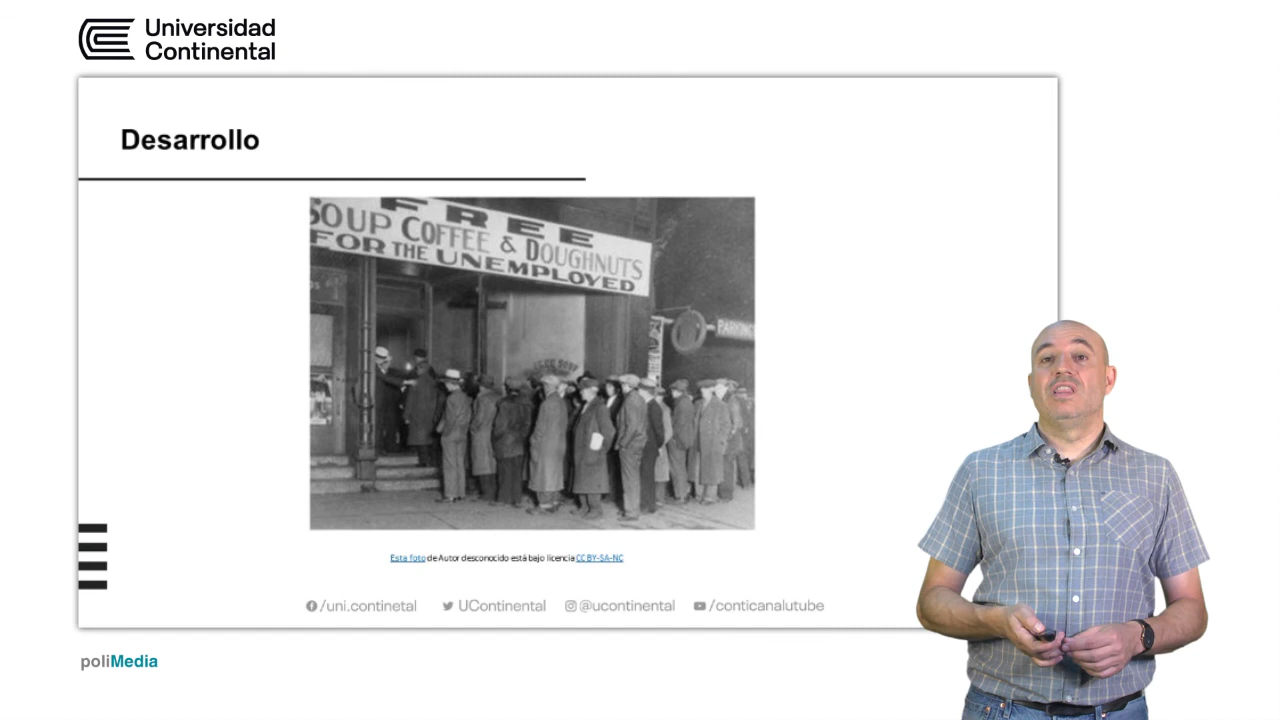 Universidad
Continental
Desarrollo
FREE
SOUP COFFEE & DOUGHNUTS
FOR THE UNEMPLOYED
PARKING
Esta foto de Autor desconocido está bajo licencia CC BY-SA-NC
/uni.continetal UContinental @ucontinental /conticanalutube
poliMedia